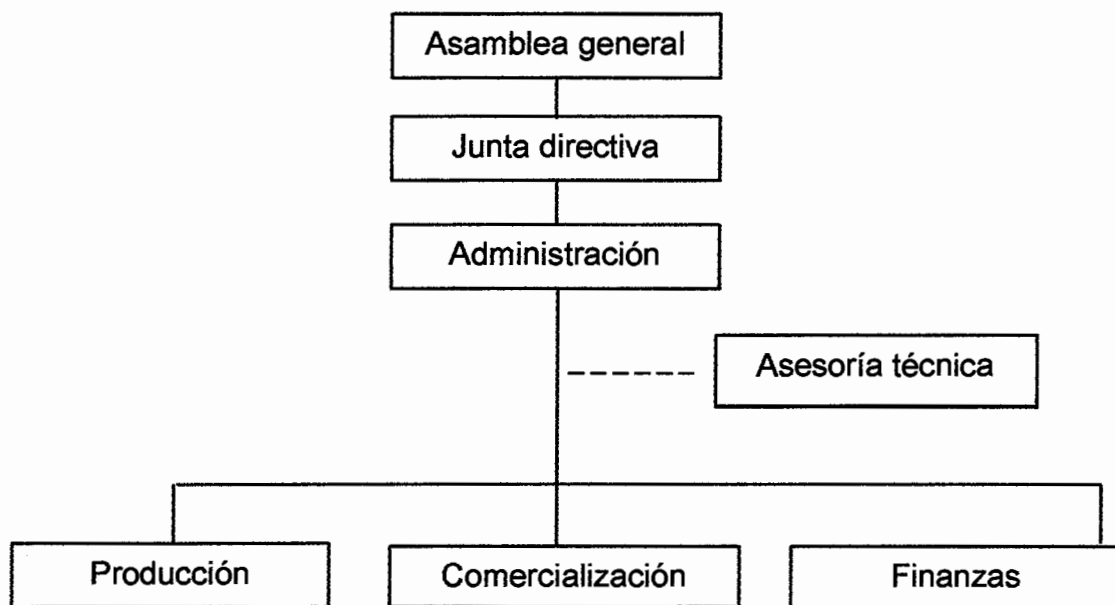 Asamblea general
Junta directiva
Administración
Asesoría técnica
Producción
Comercialización
Finanzas